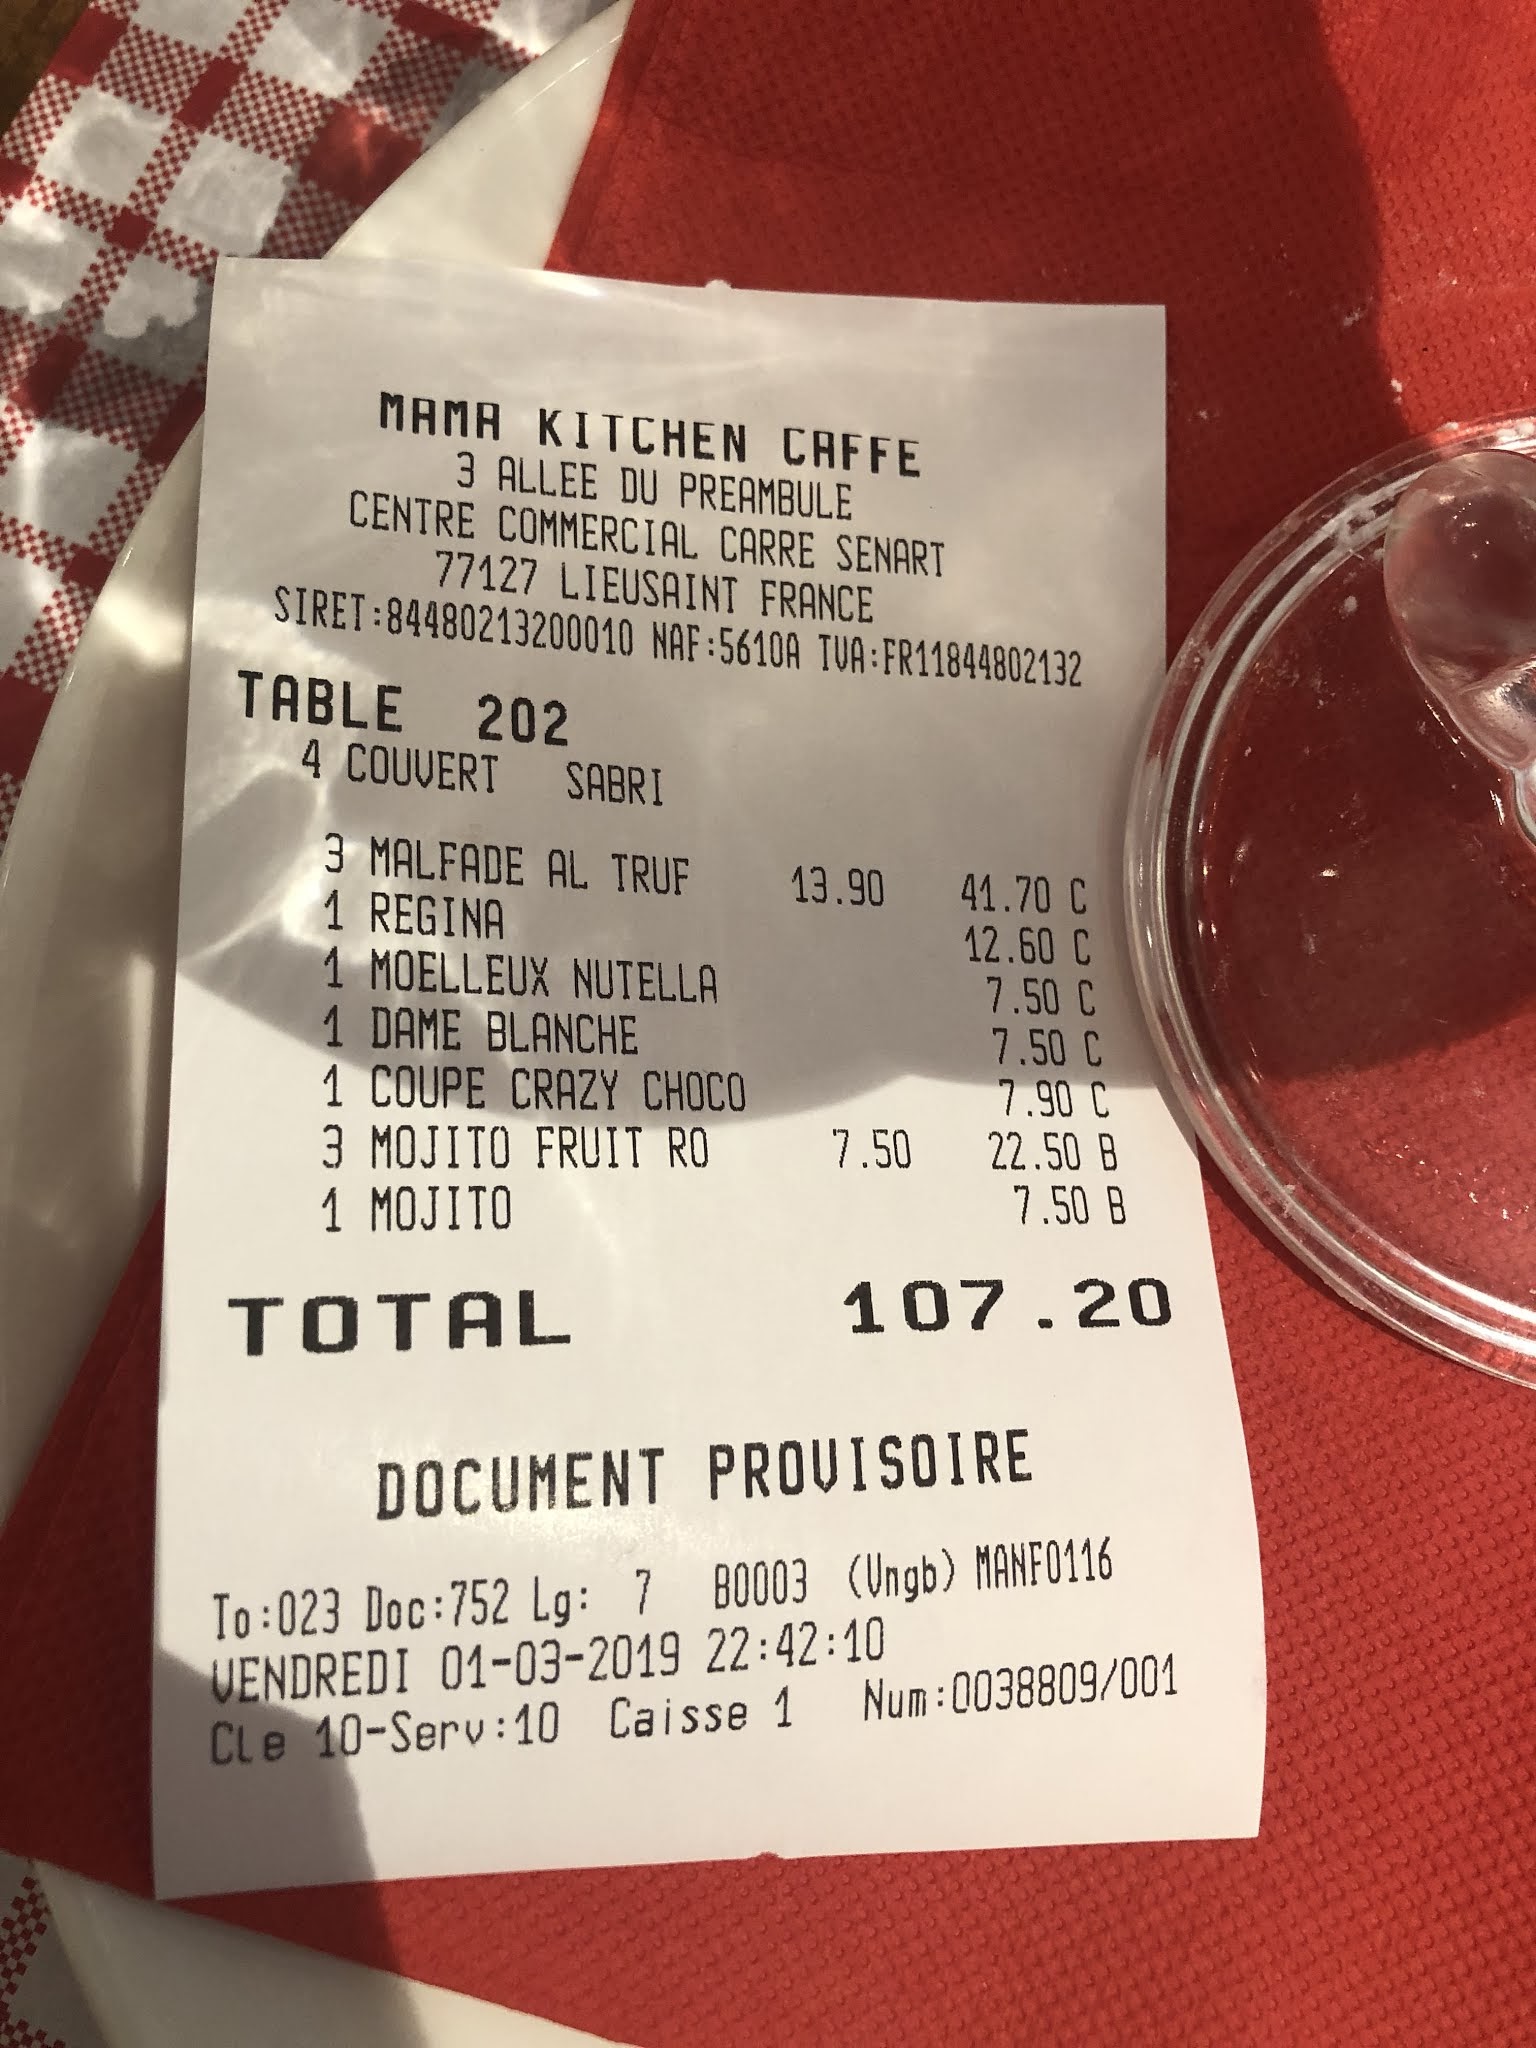 MAMA KITCHEN CAFFE
3 ALLEE DU PREAMBULE
CENTRE COMMERCIAL CARRE SENART
77127 LIEUSAINT FRANCE
SIRET:84480213200010 NAF:5610A TVA:FR11844802132
TABLE 202
4 COUVERT SABRI
3 MALFADE AL TRUF 13.90 41.70 C
1 REGINA 12.60 C
1 MOELLEUX NUTELLA 7.50 C
1 DAME BLANCHE 7.50 C
1 COUPE CRAZY CHOCO 7.90 C
3 MOJITO FRUIT RO 7.50 22.50 B
1 MOJITO 7.50 B
TOTAL 107.20
DOCUMENT PROVISOIRE
To:023 Doc:752 Lg: 7 B0003 (Vngb) MANF0116
VENDREDI 01-03-2019 22:42:10
Cle 10-Serv:10 Caisse 1 Num:0038809/001